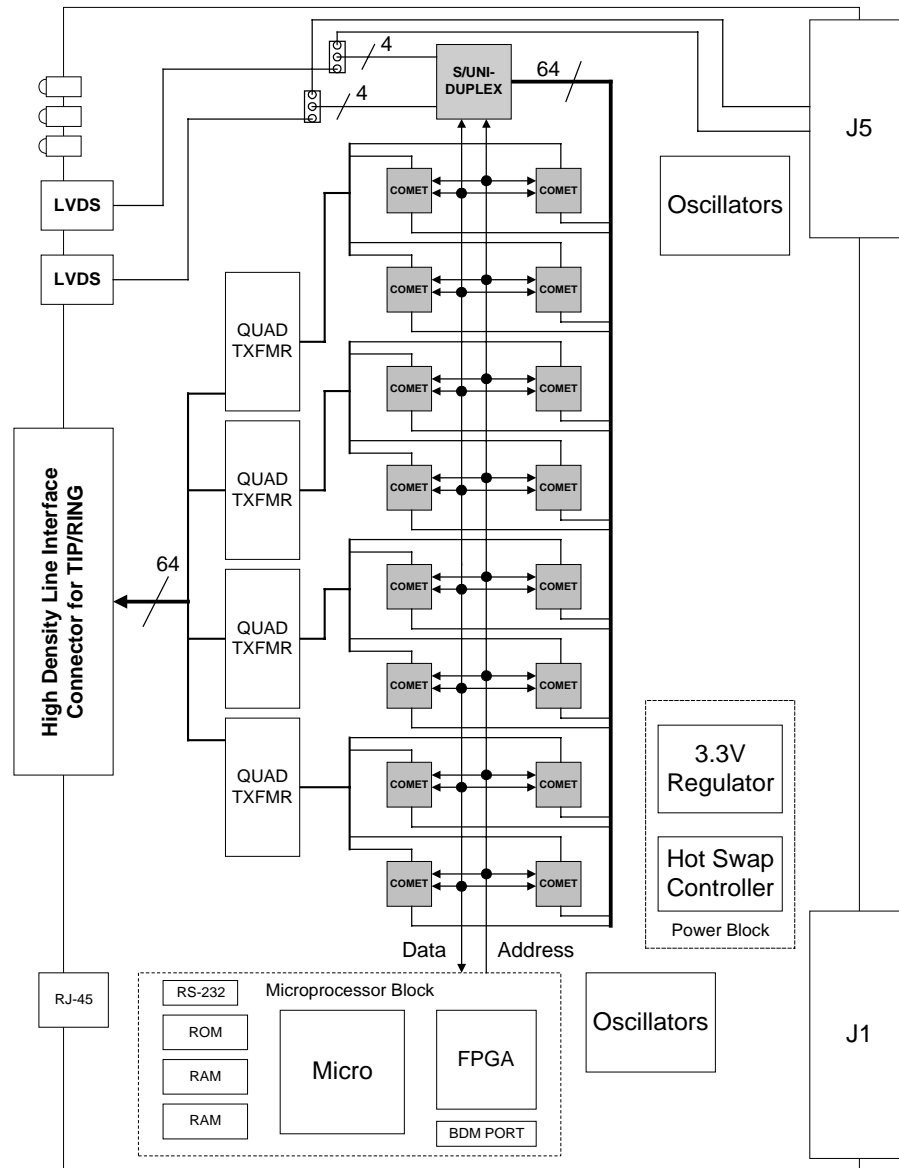 4
S/UNI-
DUPLEX
64
4
J5
COMET
COMET
LVDS
Oscillators
LVDS
COMET
COMET
QUAD
TXFMR
COMET
COMET
QUAD
TXFMR
COMET
COMET
High Density Line Interface
Connector for TIP/RING
64
COMET
COMET
QUAD
TXFMR
COMET
COMET
QUAD
TXFMR
COMET
COMET
3.3V
Regulator
COMET
COMET
Hot Swap
Controller
Power Block
Data
Address
RJ-45
RS-232
Microprocessor Block
ROM
Micro
FPGA
Oscillators
J1
RAM
RAM
BDM PORT